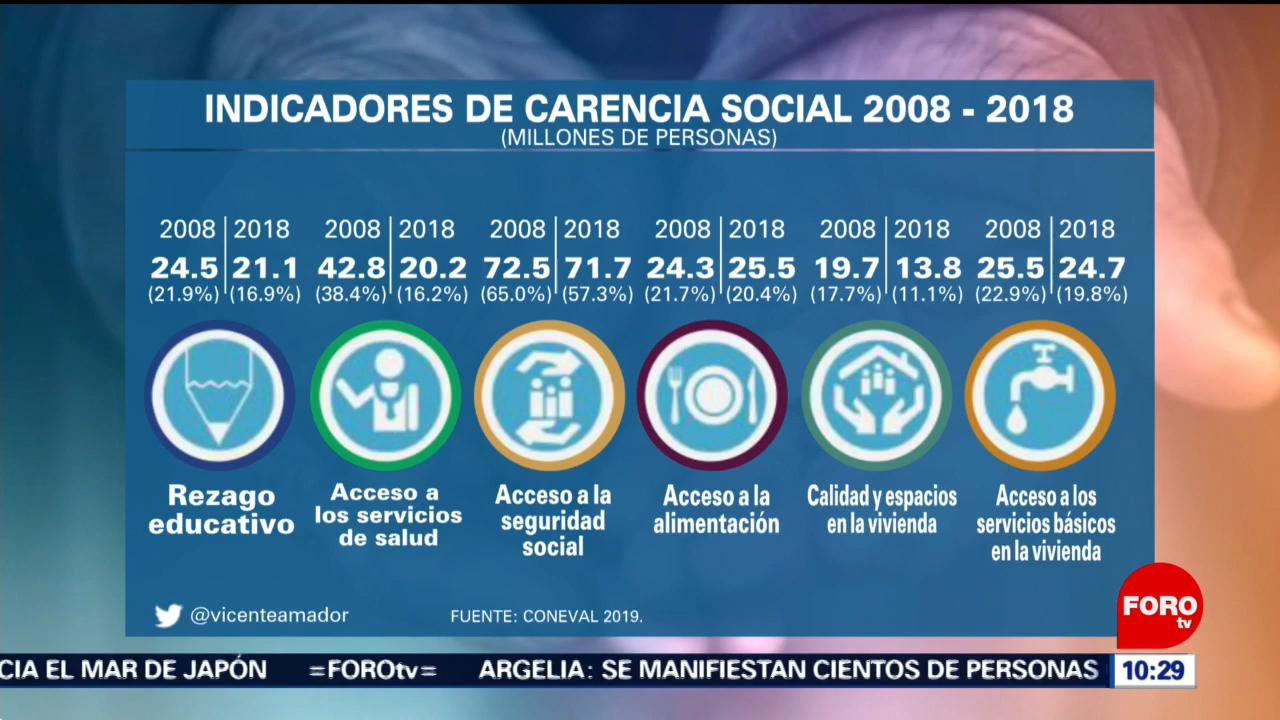 INDICADORES DE CARENCIA SOCIAL 2008 - 2018
(MILLONES DE PERSONAS)
2008 2018 2008 2018 2008 2018 2008 2018 2008 2018 2008 2018
24.5 21.1 42.8 20.2 72.5 71.7 24.3 25.5 19.7 13.8 25.5 24.7
(21.9%) (16.9%) (38.4%) (16.2%) (65.0%) (57.3%) (21.7%) (20.4%) (17.7%) (11.1%) (22.9%) (19.8%)
Rezago
educativo
Acceso a
los servicios
de salud
Acceso a la
seguridad
social
Acceso a la
alimentación
Calidad y espacios
en la vivienda
Acceso a los
servicios básicos
en la vivienda
@vicenteamador
FUENTE: CONEVAL 2019.
FORO
tv
CIA EL MAR DE JAPÓN =FOROtv= ARGELIA: SE MANIFIESTAN CIENTOS DE PERSONAS
10:29